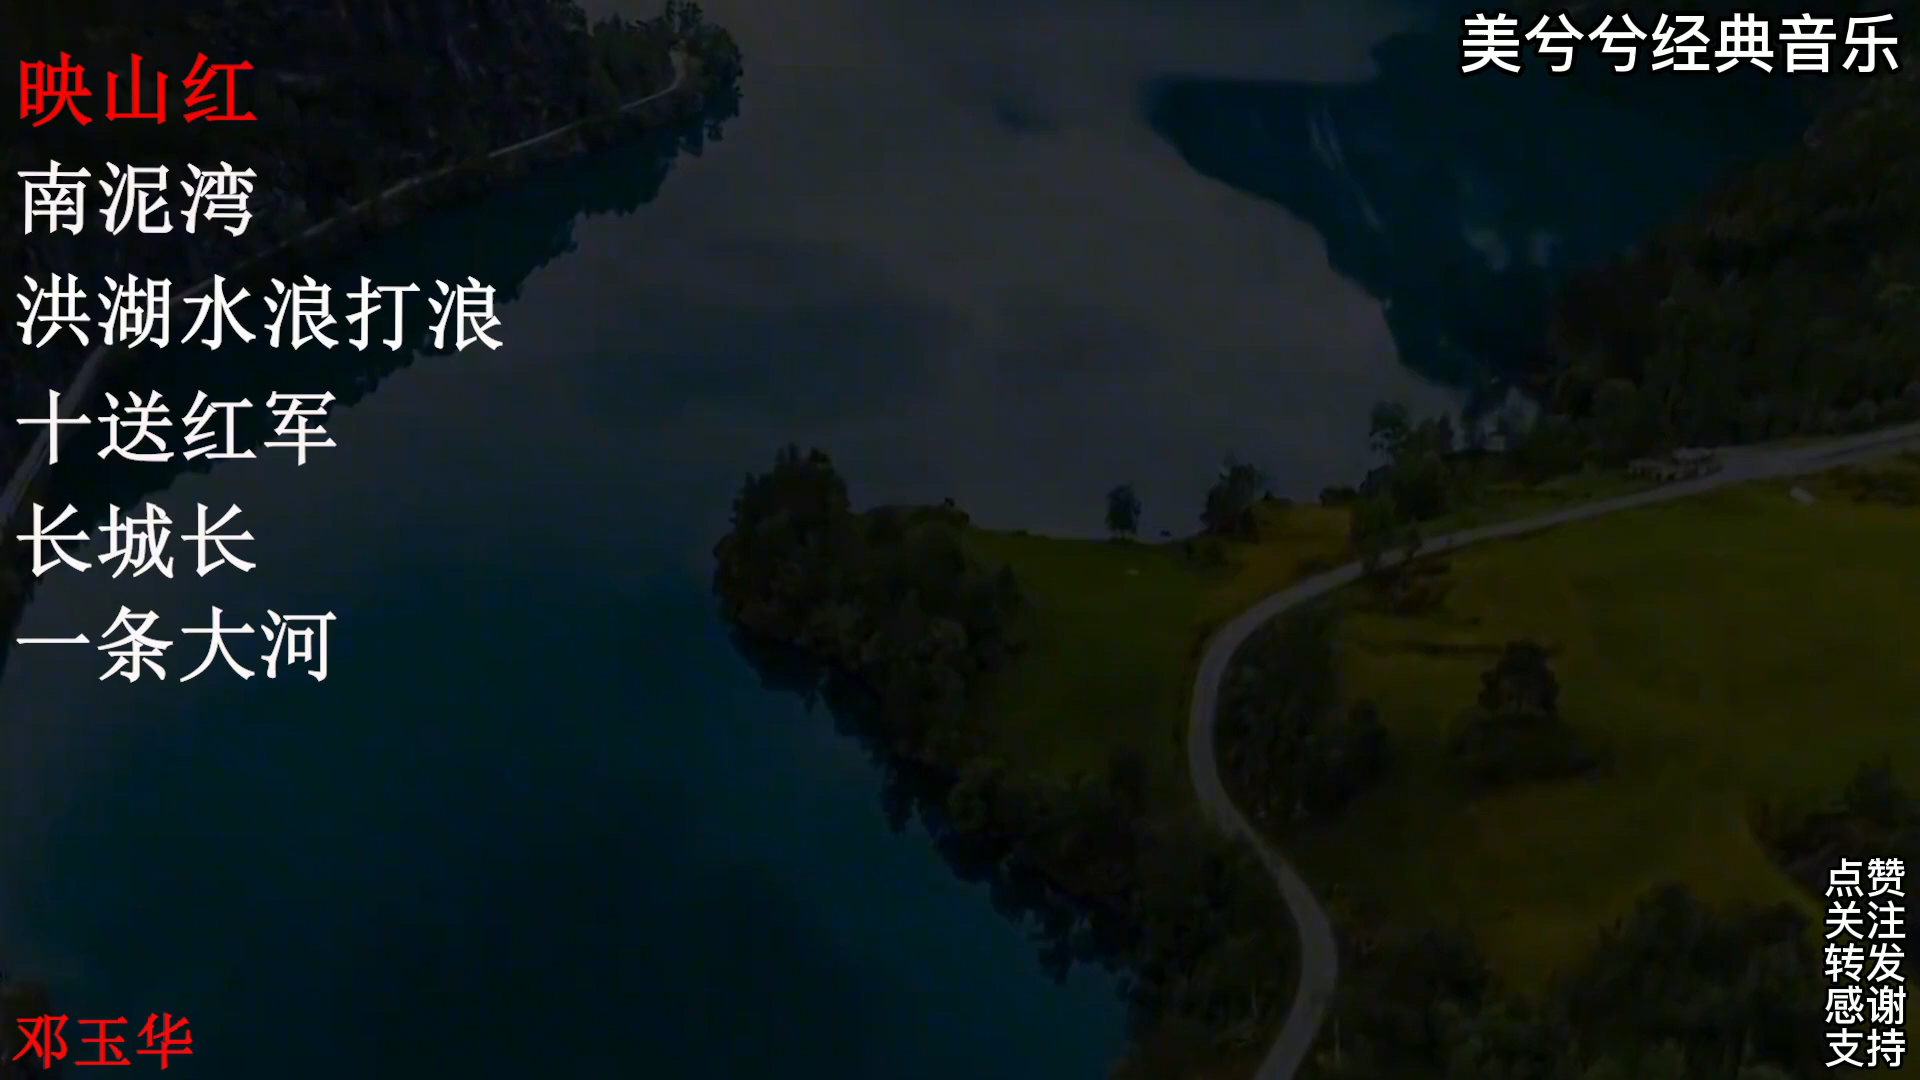 美兮兮经典音乐
映山红
南泥湾
洪湖水浪打浪
十送红军
长城长
一条大河
邓玉华
点赞
关注
转发
感谢
支持